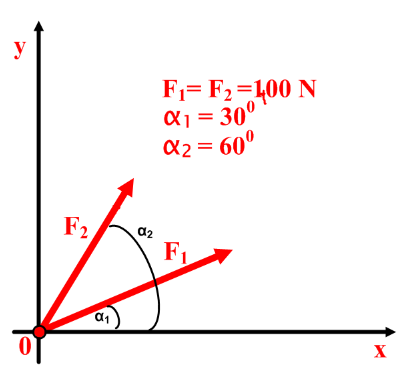 y
F₁= F₂ =100 N
α₁ = 30⁰
α₂ = 60⁰
F₂
α₂
F₁
α₁
0
x